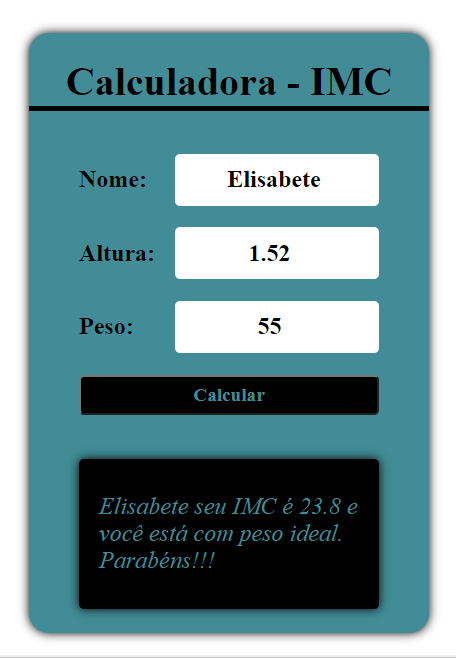 Calculadora - IMC
Nome: Elisabete
Altura: 1.52
Peso: 55
Calcular
Elisabete seu IMC é 23.8 e
você está com peso ideal.
Parabéns!!!